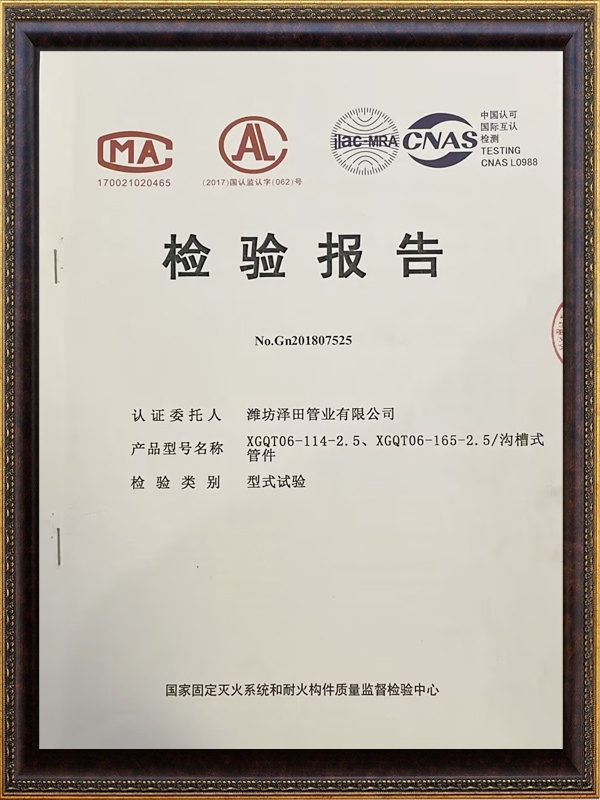 CMA
170021020465
CAL
(2017)国认监认字(062)号
ilac-MRA
CNAS
中国认可
国际互认
检测
TESTING
CNAS L0988
检验报告
No.Gn201807525
认证委托人 潍坊泽田管业有限公司
产品型号名称 XGQT06-114-2.5、XGQT06-165-2.5/沟槽式
管件
检验类别 型式试验
国家固定灭火系统和耐火构件质量监督检验中心